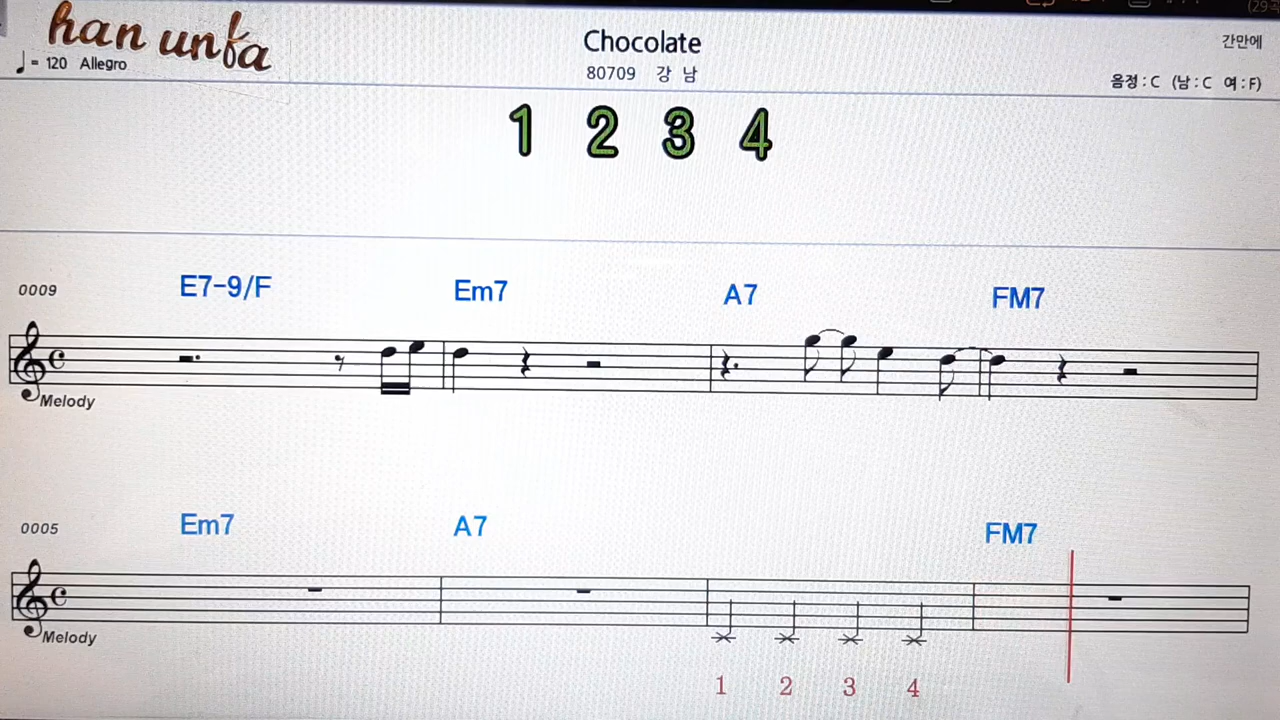 han unfa
Chocolate
간만에
♩= 120 Allegro
80709 강 남
음정 : C (남 : C 여 : F)
1 2 3 4
0009 E7-9/F Em7 A7 FM7
Melody
0005 Em7 A7 FM7
Melody
1 2 3 4